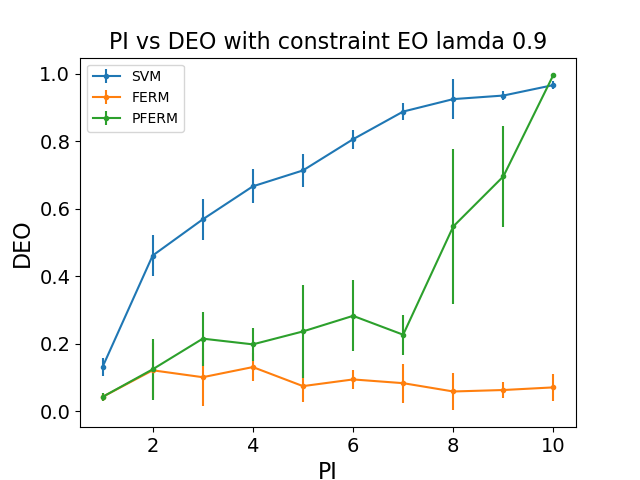 PI vs DEO with constraint EO lamda 0.9
SVM
FERM
PFERM
1.0
0.8
0.6
0.4
0.2
0.0
DEO
2 4 6 8 10
PI